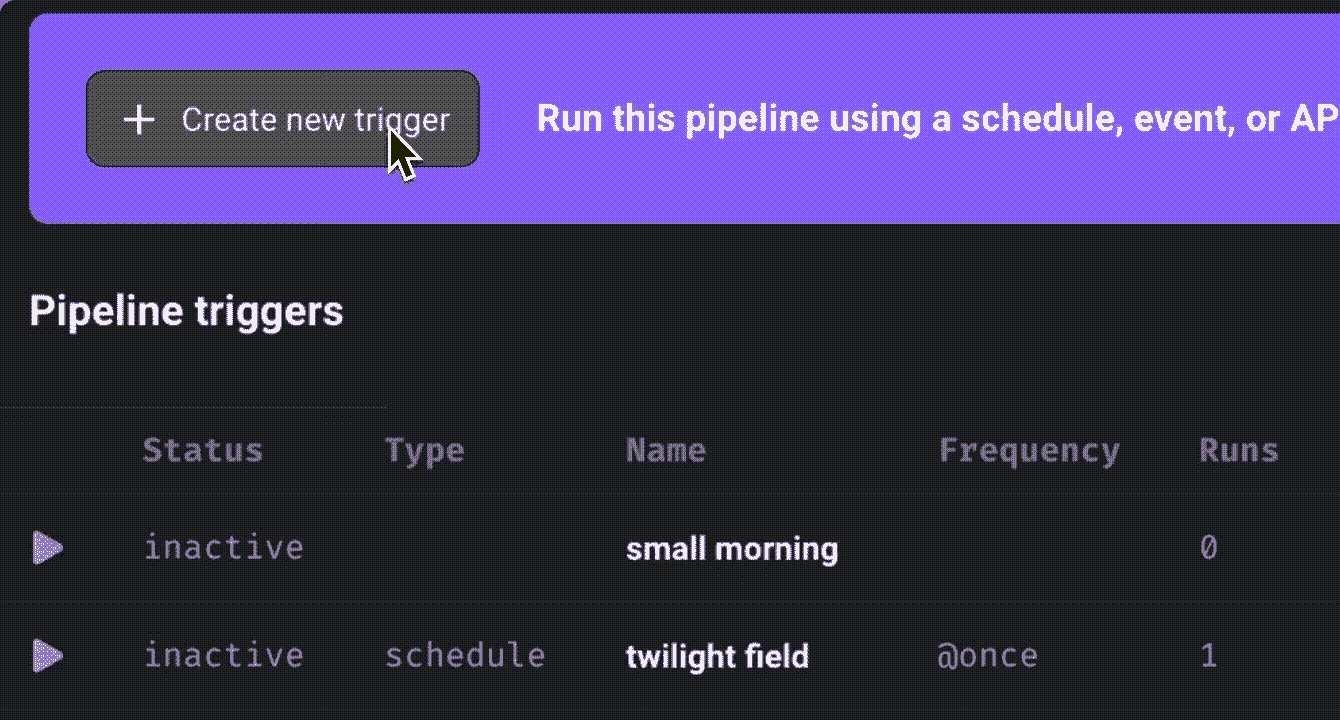 Create new trigger
Run this pipeline using a schedule, event, or AP
Pipeline triggers
Status Type Name Frequency Runs
inactive small morning 0
inactive schedule twilight field @once 1